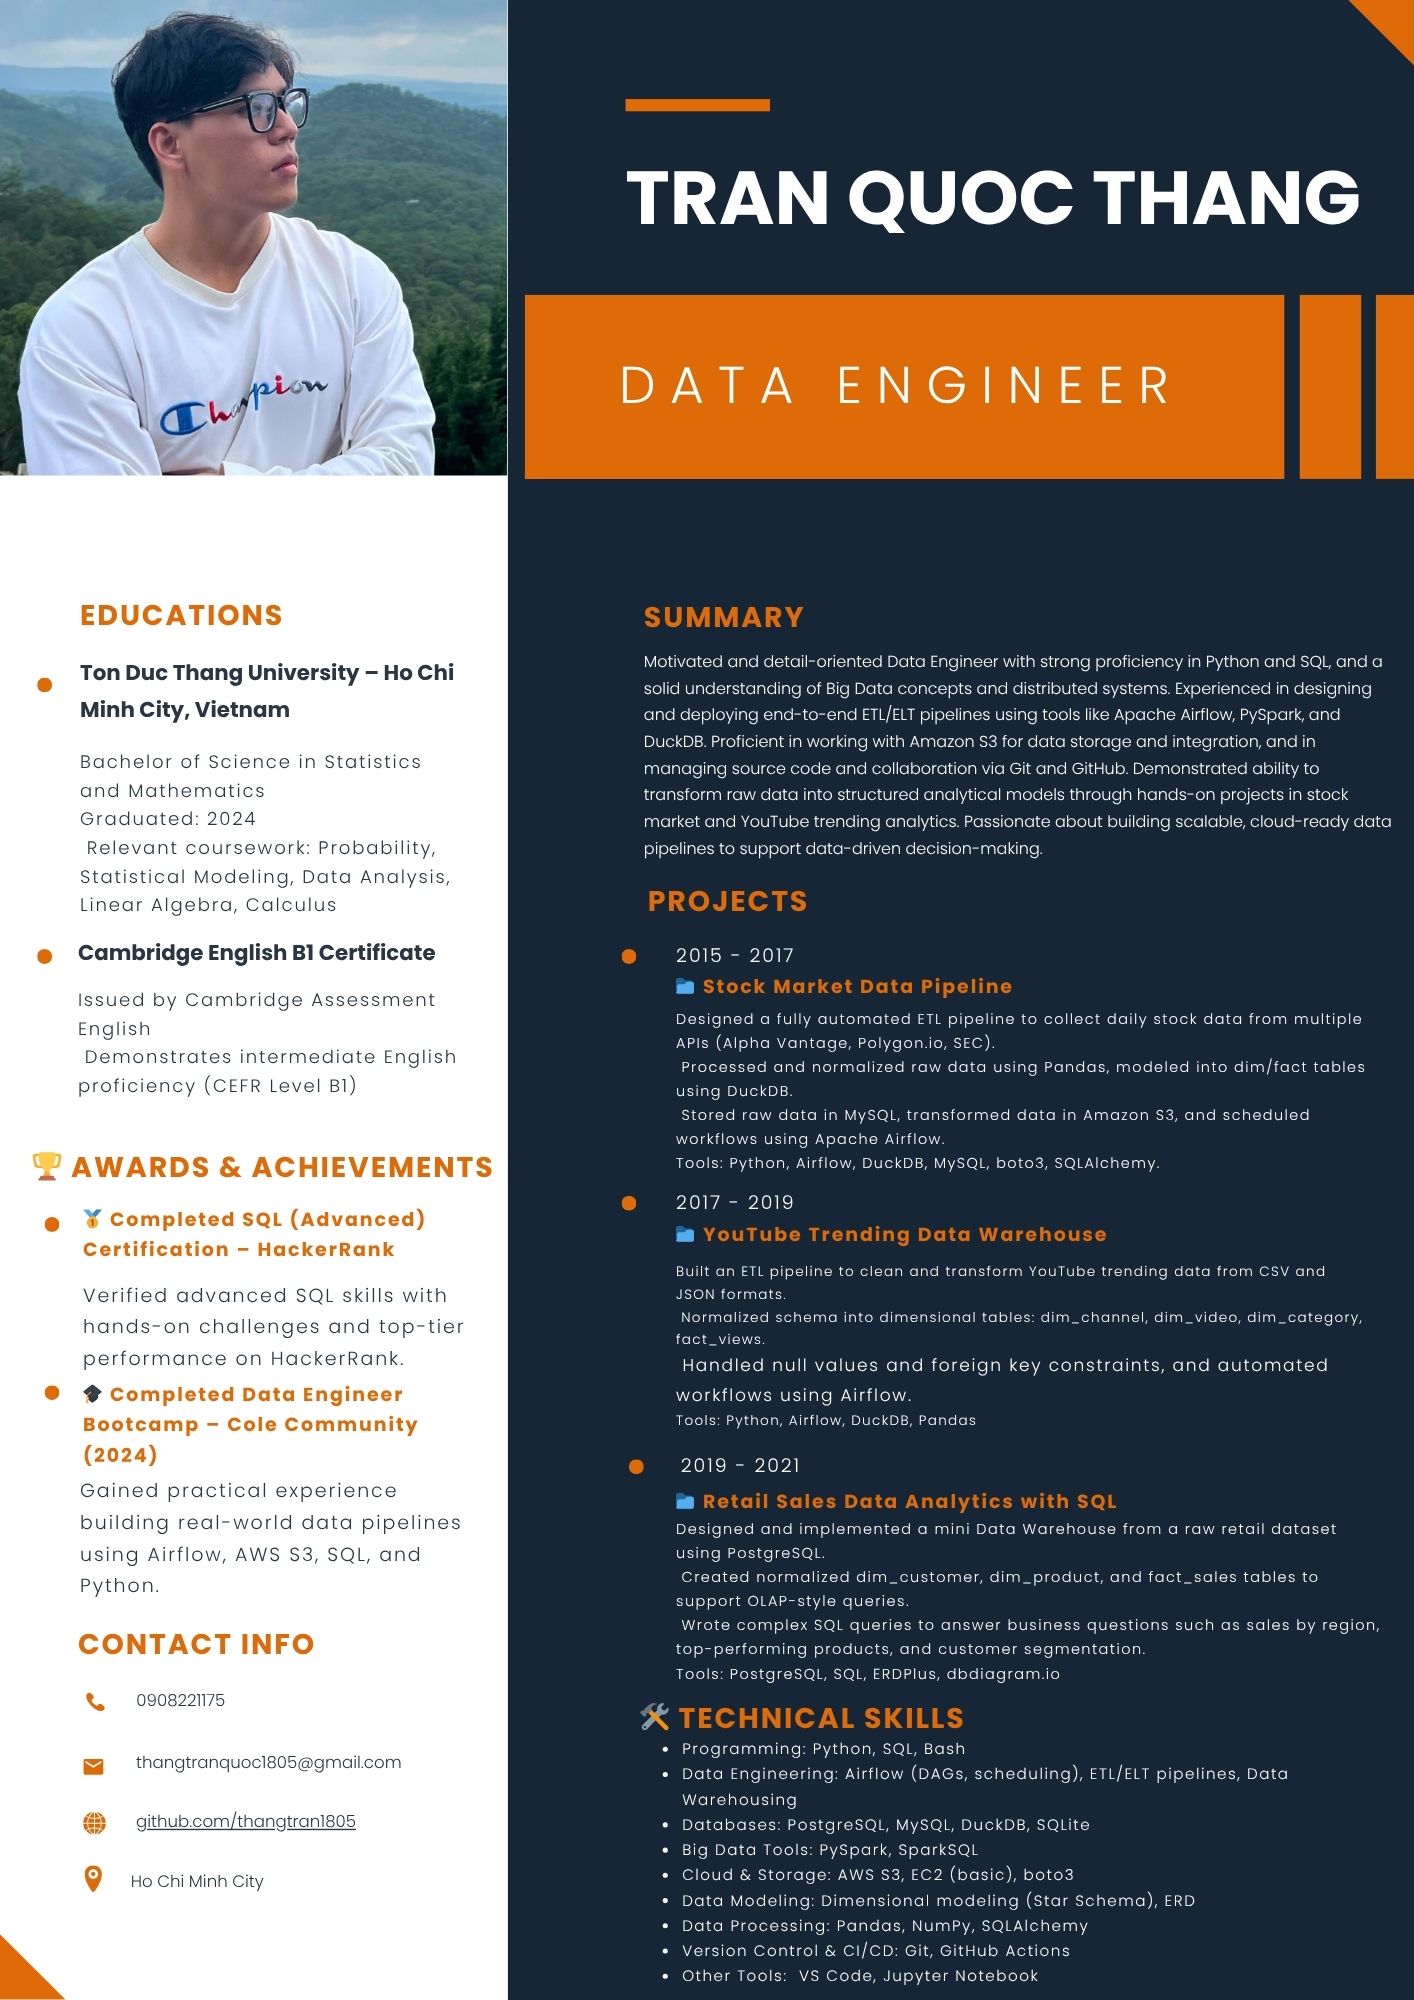 Champion
TRAN QUOC THANG
DATA ENGINEER
EDUCATIONS
Ton Duc Thang University – Ho Chi
Minh City, Vietnam
Bachelor of Science in Statistics
and Mathematics
Graduated: 2024
Relevant coursework: Probability,
Statistical Modeling, Data Analysis,
Linear Algebra, Calculus
Cambridge English B1 Certificate
Issued by Cambridge Assessment
English
Demonstrates intermediate English
proficiency (CEFR Level B1)
🏆 AWARDS & ACHIEVEMENTS
🥇 Completed SQL (Advanced)
Certification – HackerRank
Verified advanced SQL skills with
hands-on challenges and top-tier
performance on HackerRank.
🎓 Completed Data Engineer
Bootcamp – Cole Community
(2024)
Gained practical experience
building real-world data pipelines
using Airflow, AWS S3, SQL, and
Python.
CONTACT INFO
0908221175
thangtranquoc1805@gmail.com
github.com/thangtran1805
Ho Chi Minh City
SUMMARY
Motivated and detail-oriented Data Engineer with strong proficiency in Python and SQL, and a
solid understanding of Big Data concepts and distributed systems. Experienced in designing
and deploying end-to-end ETL/ELT pipelines using tools like Apache Airflow, PySpark, and
DuckDB. Proficient in working with Amazon S3 for data storage and integration, and in
managing source code and collaboration via Git and GitHub. Demonstrated ability to
transform raw data into structured analytical models through hands-on projects in stock
market and YouTube trending analytics. Passionate about building scalable, cloud-ready data
pipelines to support data-driven decision-making.
PROJECTS
2015 - 2017
📁 Stock Market Data Pipeline
Designed a fully automated ETL pipeline to collect daily stock data from multiple
APIs (Alpha Vantage, Polygon.io, SEC).
Processed and normalized raw data using Pandas, modeled into dim/fact tables
using DuckDB.
Stored raw data in MySQL, transformed data in Amazon S3, and scheduled
workflows using Apache Airflow.
Tools: Python, Airflow, DuckDB, MySQL, boto3, SQLAlchemy.
2017 - 2019
📁 YouTube Trending Data Warehouse
Built an ETL pipeline to clean and transform YouTube trending data from CSV and
JSON formats.
Normalized schema into dimensional tables: dim_channel, dim_video, dim_category,
fact_views.
Handled null values and foreign key constraints, and automated
workflows using Airflow.
Tools: Python, Airflow, DuckDB, Pandas
2019 - 2021
📁 Retail Sales Data Analytics with SQL
Designed and implemented a mini Data Warehouse from a raw retail dataset
using PostgreSQL.
Created normalized dim_customer, dim_product, and fact_sales tables to
support OLAP-style queries.
Wrote complex SQL queries to answer business questions such as sales by region,
top-performing products, and customer segmentation.
Tools: PostgreSQL, SQL, ERDPlus, dbdiagram.io
🛠 TECHNICAL SKILLS
• Programming: Python, SQL, Bash
• Data Engineering: Airflow (DAGs, scheduling), ETL/ELT pipelines, Data
Warehousing
• Databases: PostgreSQL, MySQL, DuckDB, SQLite
• Big Data Tools: PySpark, SparkSQL
• Cloud & Storage: AWS S3, EC2 (basic), boto3
• Data Modeling: Dimensional modeling (Star Schema), ERD
• Data Processing: Pandas, NumPy, SQLAlchemy
• Version Control & CI/CD: Git, GitHub Actions
• Other Tools: VS Code, Jupyter Notebook